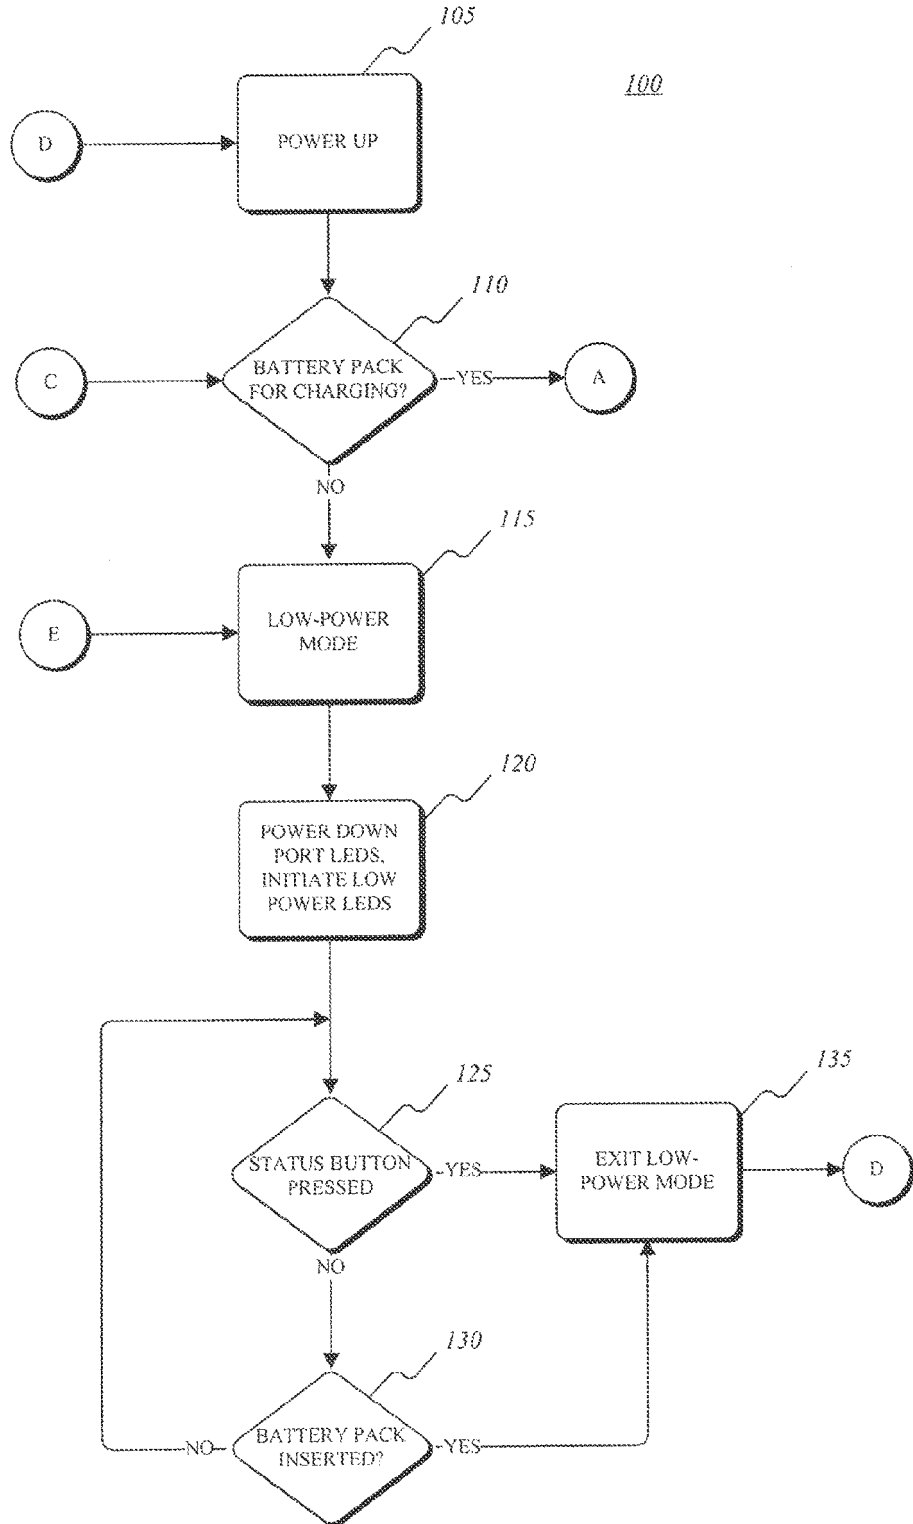 105
100
D
POWER UP
110
C
BATTERY PACK
FOR CHARGING?
YES
A
NO
115
E
LOW-POWER
MODE
120
POWER DOWN
PORT LEDS,
INITIATE LOW
POWER LEDS
135
125
STATUS BUTTON
PRESSED
YES
EXIT LOW-
POWER MODE
D
NO
130
NO
BATTERY PACK
INSERTED?
YES